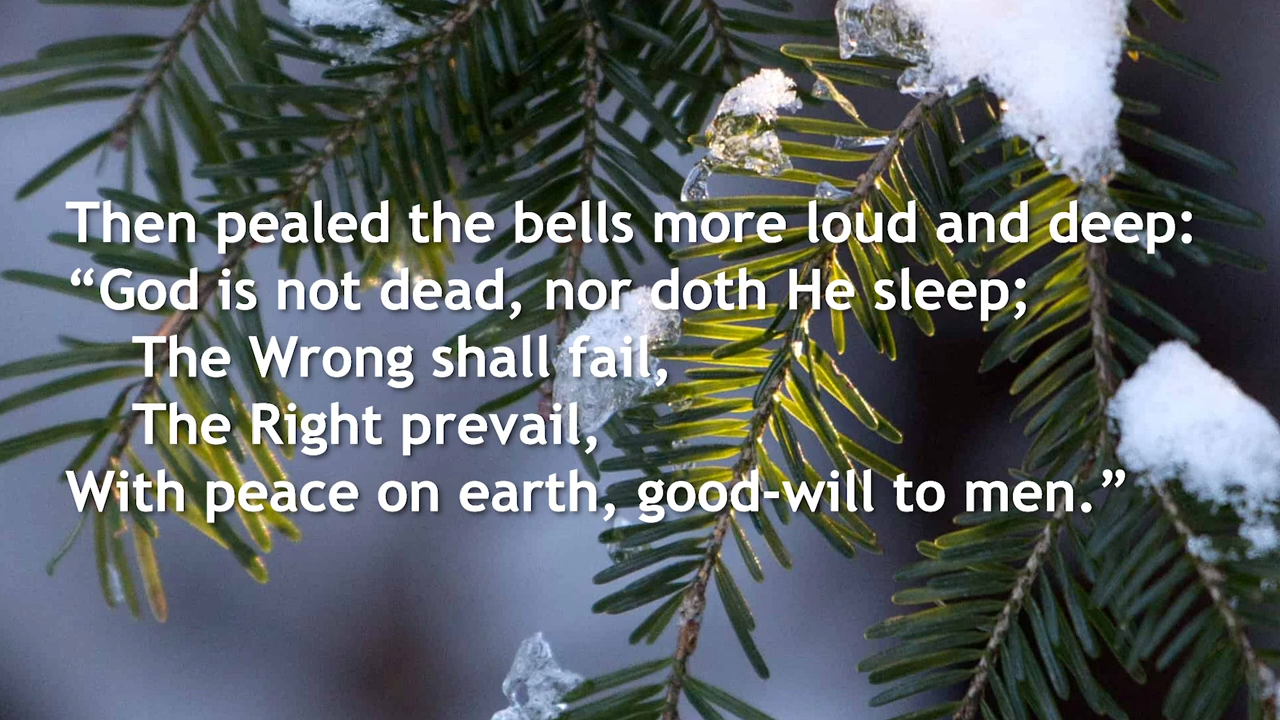 Then pealed the bells more loud and deep:
“God is not dead, nor doth He sleep;
The Wrong shall fail,
The Right prevail,
With peace on earth, good-will to men.”